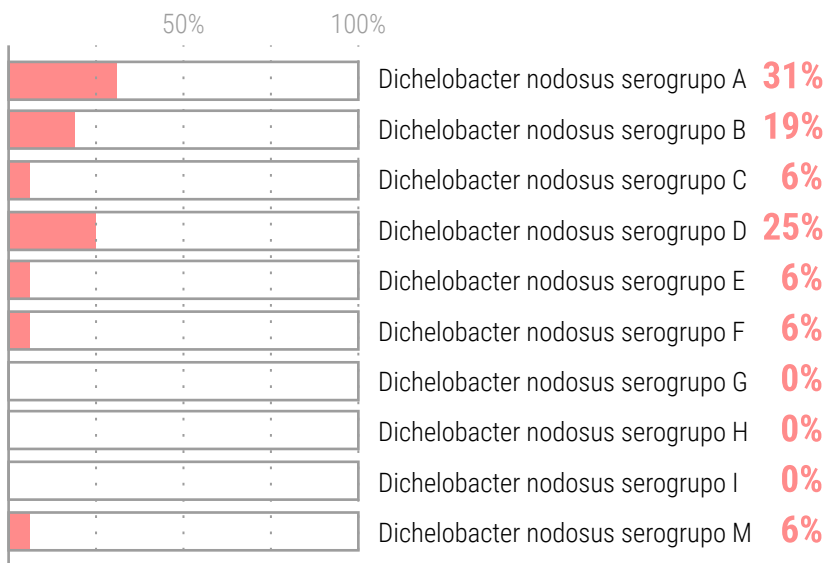 50% 100%
Dichelobacter nodosus serogrupo A 31%
Dichelobacter nodosus serogrupo B 19%
Dichelobacter nodosus serogrupo C 6%
Dichelobacter nodosus serogrupo D 25%
Dichelobacter nodosus serogrupo E 6%
Dichelobacter nodosus serogrupo F 6%
Dichelobacter nodosus serogrupo G 0%
Dichelobacter nodosus serogrupo H 0%
Dichelobacter nodosus serogrupo I 0%
Dichelobacter nodosus serogrupo M 6%